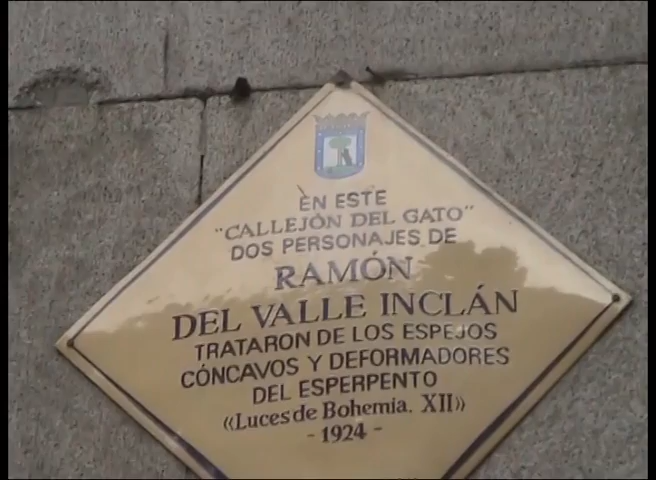 EN ESTE
"CALLEJÓN DEL GATO"
DOS PERSONAJES DE
RAMÓN
DEL VALLE INCLÁN
TRATARON DE LOS ESPEJOS
CÓNCAVOS Y DEFORMADORES
DEL ESPERPENTO
«LUCES de BOHEMIA. XII»
- 1924 -